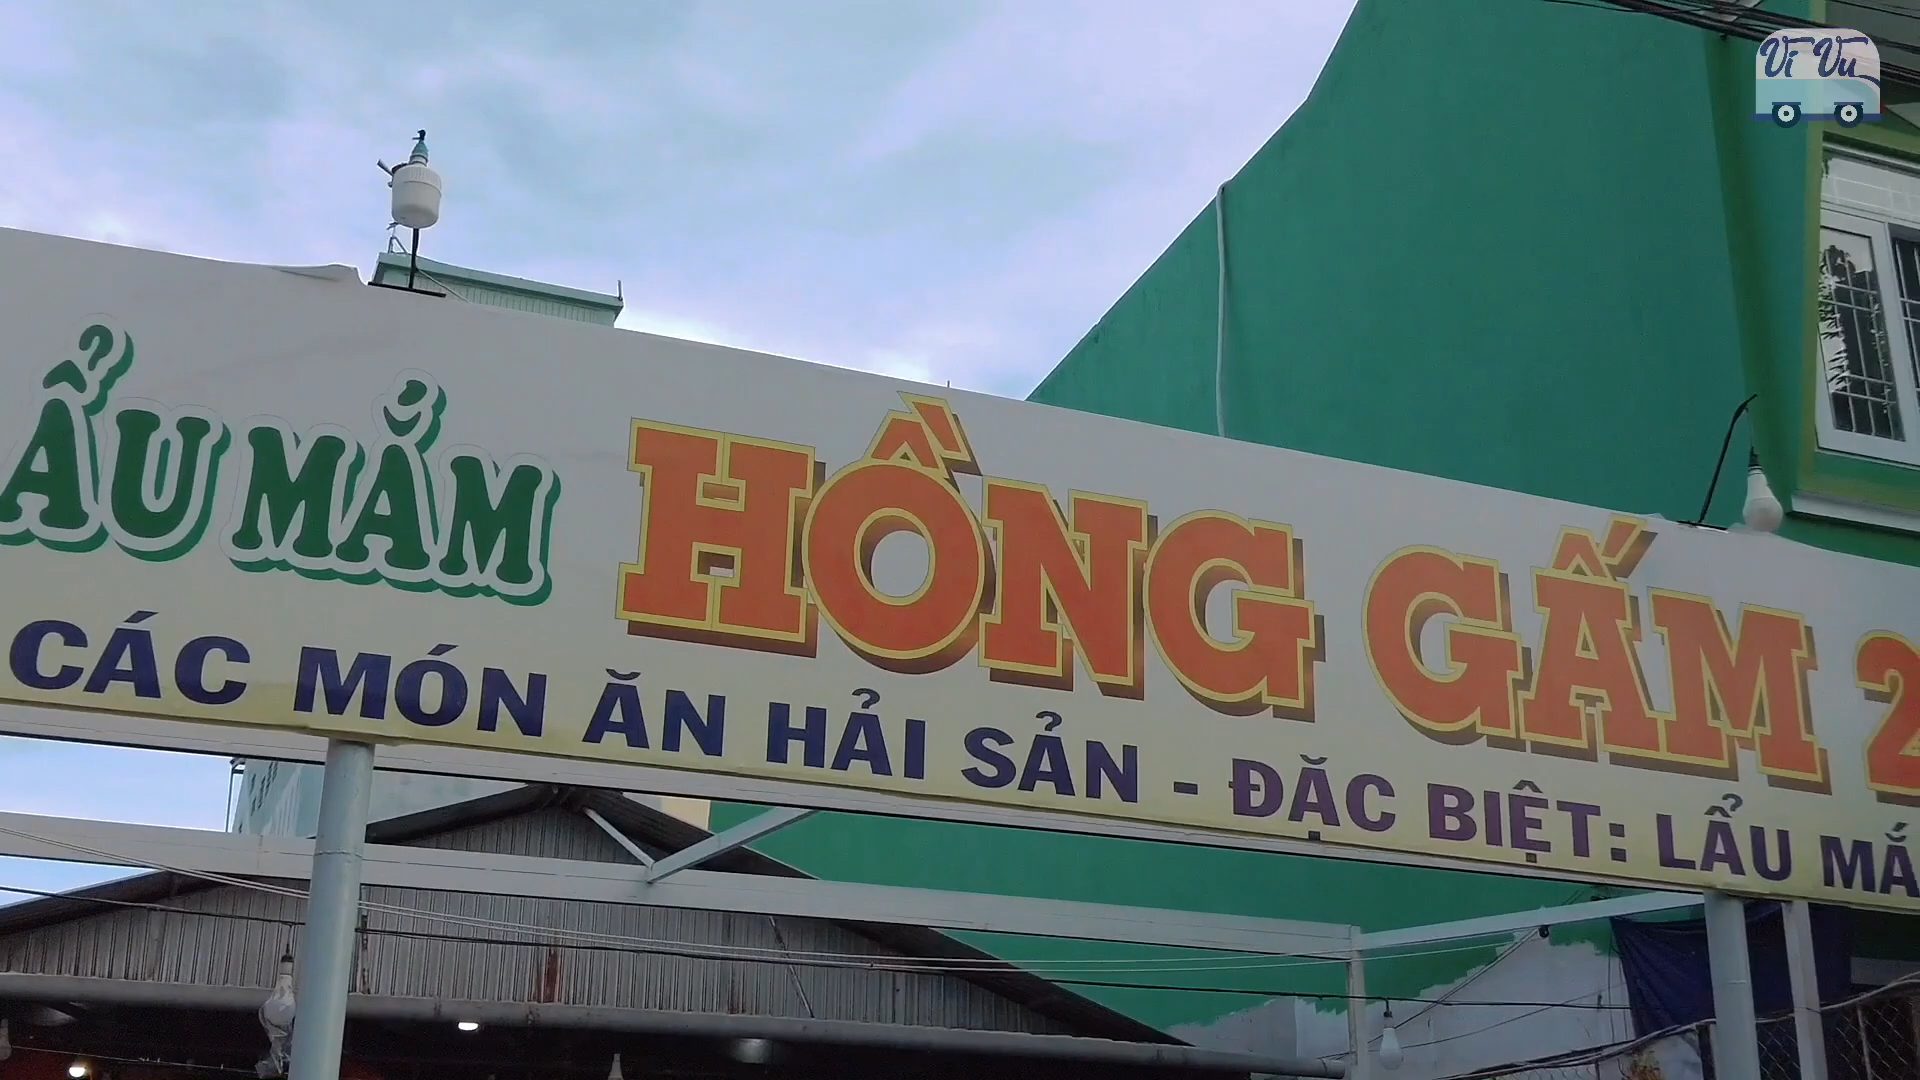 Vi Vu
ẨU MẮM HỒNG GẤM 2
CÁC MÓN ĂN HẢI SẢN - ĐẶC BIỆT: LẨU MẮ